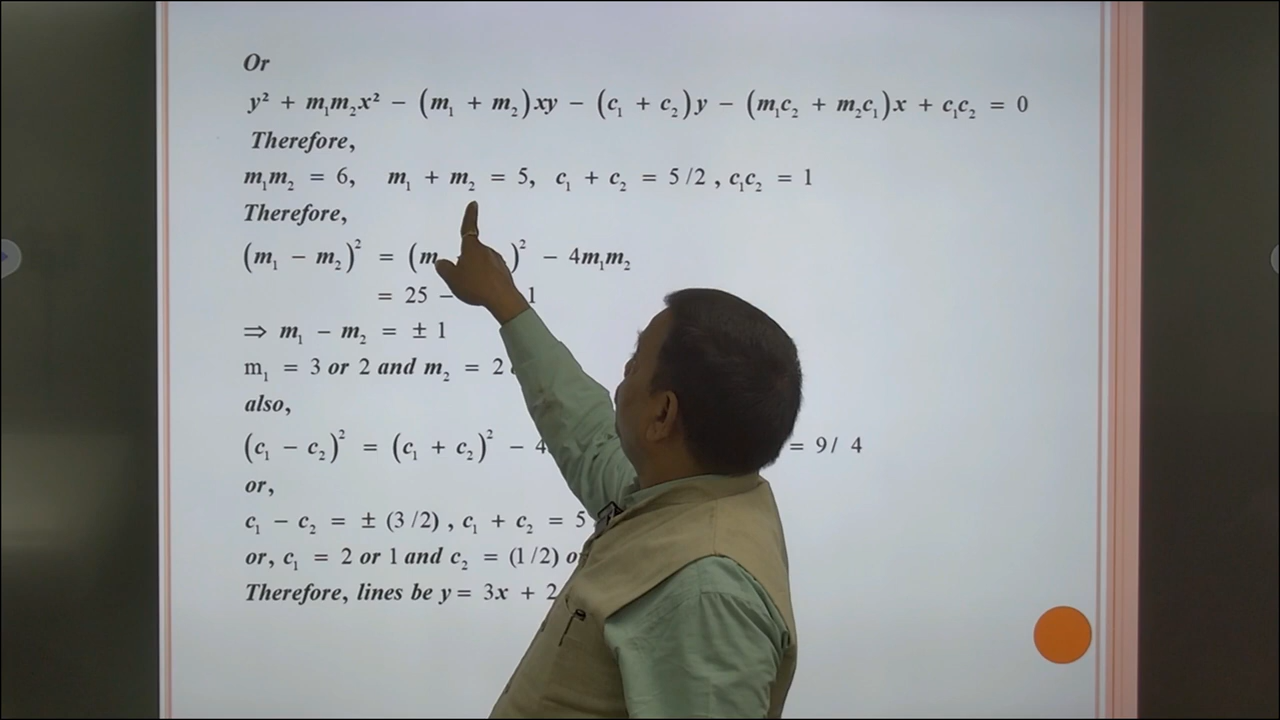 Or
y² + m₁m₂x² − (m₁ + m₂)xy − (c₁ + c₂)y − (m₁c₂ + m₂c₁)x + c₁c₂ = 0
Therefore,
m₁m₂ = 6, m₁ + m₂ = 5, c₁ + c₂ = 5/2 , c₁c₂ = 1
Therefore,
(m₁ − m₂)² = (m )² − 4m₁m₂
= 25 − 1
⇒ m₁ − m₂ = ± 1
m₁ = 3 or 2 and m₂ = 2
also,
(c₁ − c₂)² = (c₁ + c₂)² − 4 = 9/ 4
or,
c₁ − c₂ = ± (3/2) , c₁ + c₂ = 5
or, c₁ = 2 or 1 and c₂ = (1/2)
Therefore, lines be y = 3x + 2